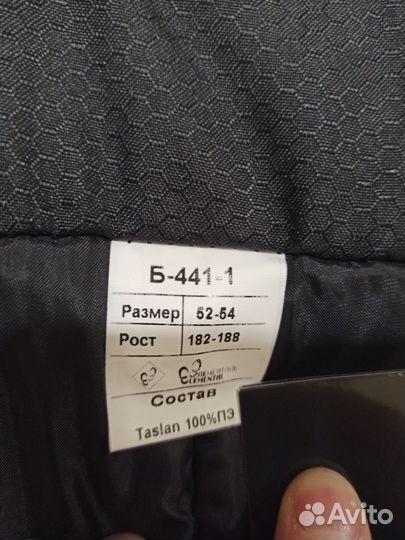 Б-441-1
Размер 52-54
Рост 182-188
Состав
Taslan 100%ПЭ
Avito